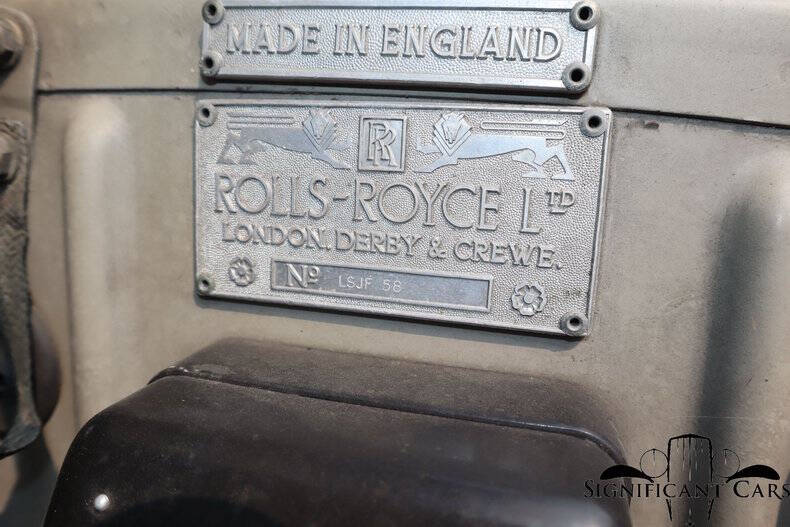 MADE IN ENGLAND
RR
ROLLS-ROYCE LTD
LONDON, DERBY & CREWE.
No LSJF 58
SIGNIFICANT CARS